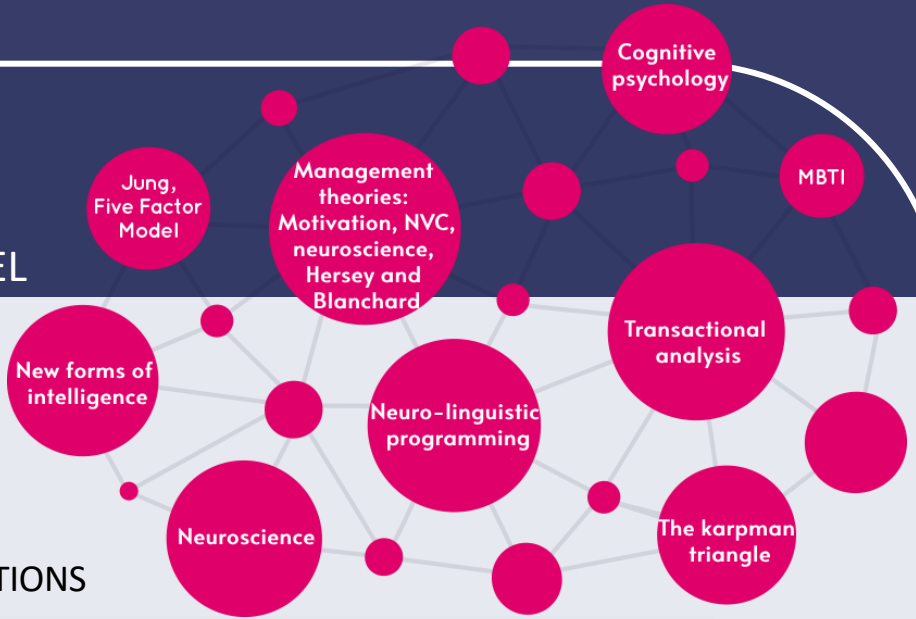 Cognitive
psychology
MBTI
Jung,
Five Factor
Model
Management
theories:
Motivation, NVC,
neuroscience,
Hersey and
Blanchard
EL
Transactional
analysis
New forms of
intelligence
Neuro-linguistic
programming
Neuroscience
The karpman
triangle
TIONS